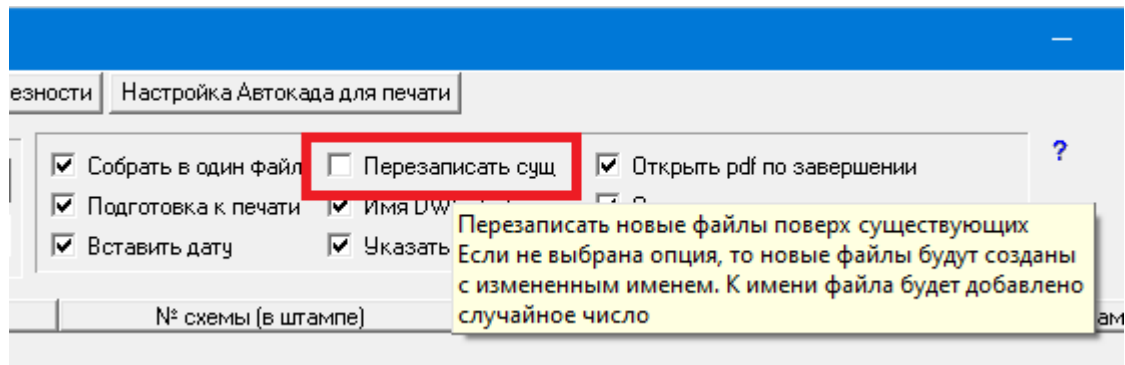 Настройка Автокада для печати
Собрать в один файл
Перезаписать сущ
Открыть pdf по завершении
?
Подготовка к печати
Имя
Вставить дату
Указать
Перезаписать новые файлы поверх существующих
Если не выбрана опция, то новые файлы будут созданы
с измененным именем. К имени файла будет добавлено
случайное число
№ схемы (в штампе)